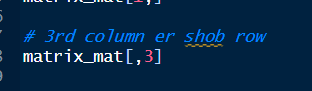 # 3rd column er shob row
matrix_mat[,3]